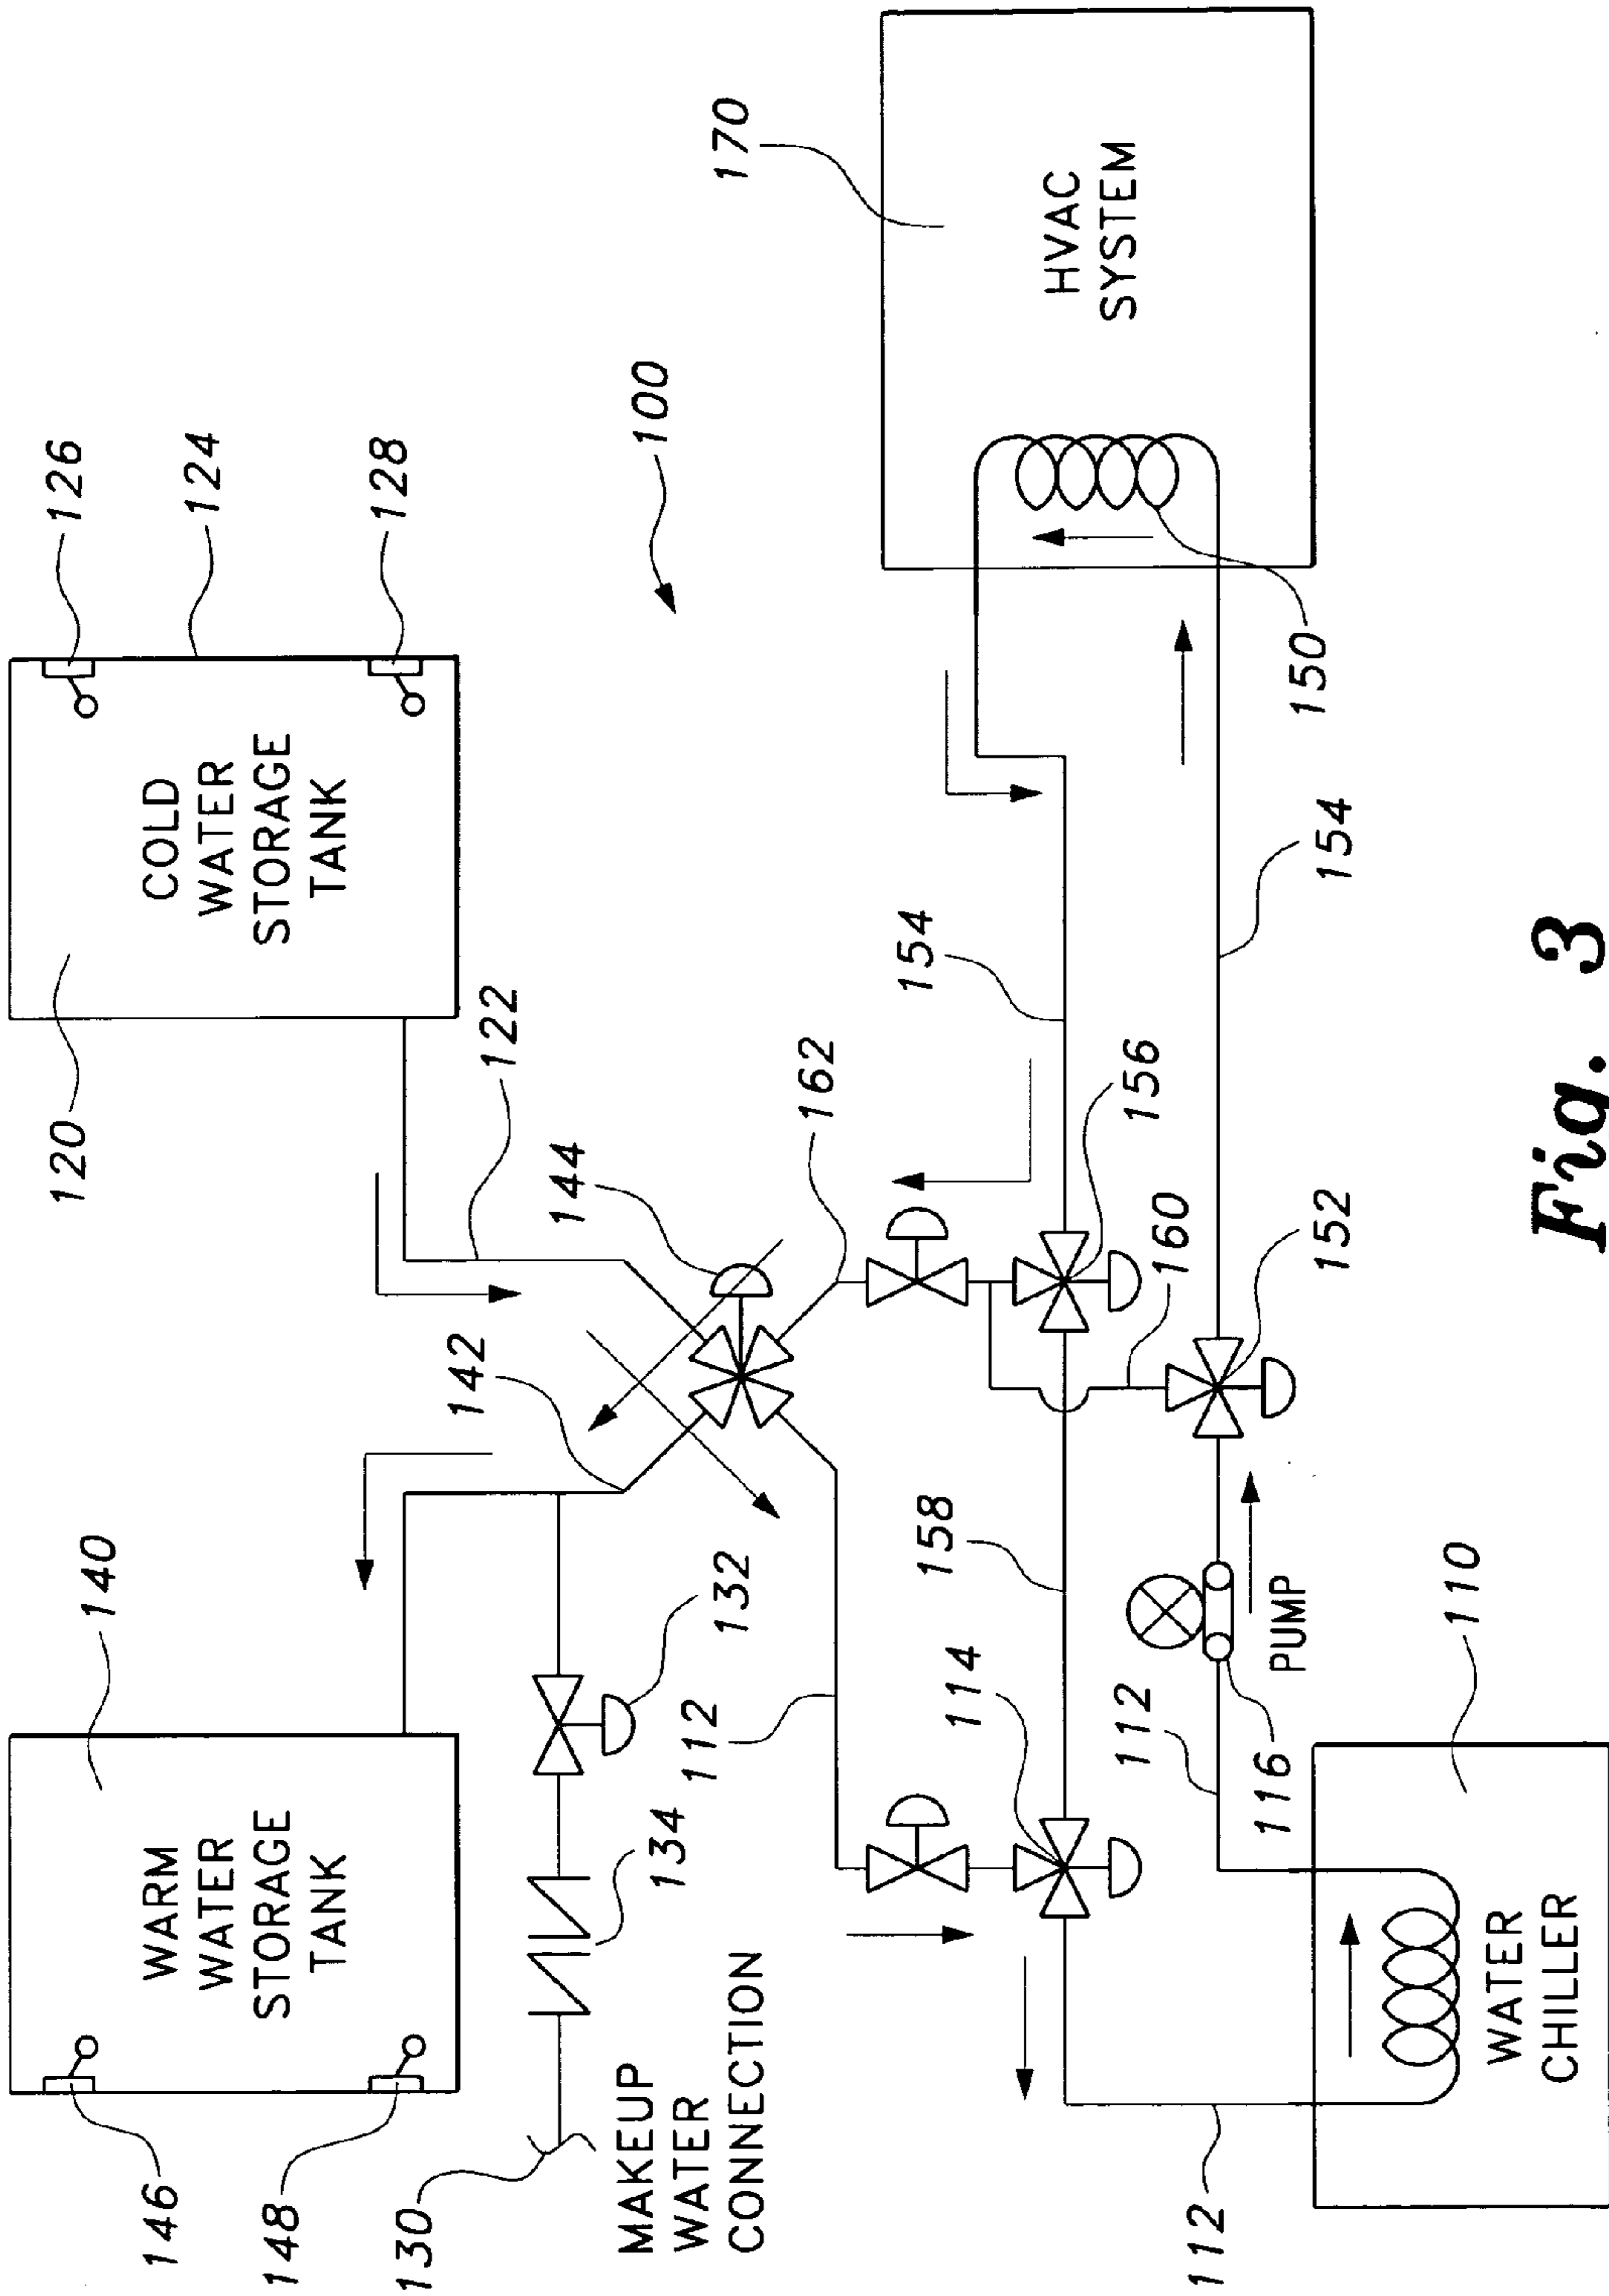 146
148
130
140
WARM
WATER
STORAGE
TANK
134
132
MAKEUP
WATER
CONNECTION
142
144
120
COLD
WATER
STORAGE
TANK
126
124
128
122
100
112
162
170
HVAC
SYSTEM
114
158
156
154
160
150
112
112
116
PUMP
152
154
110
WATER
CHILLER
Fig. 3